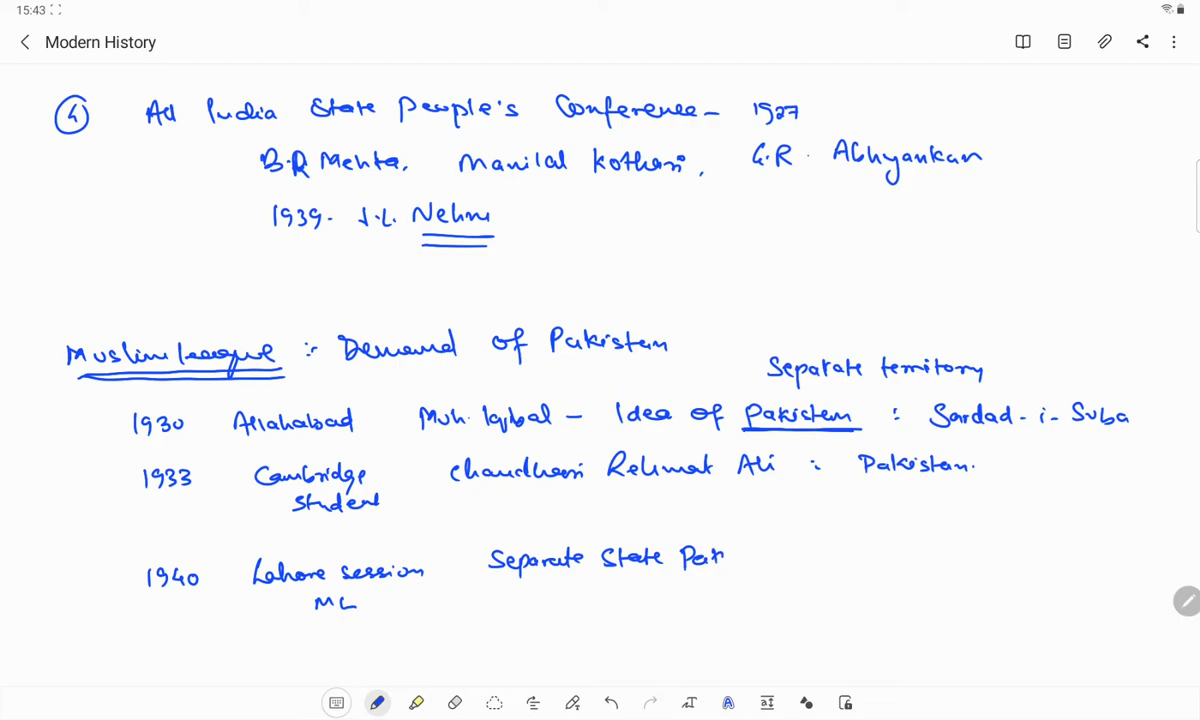 15:43
Modern History
4 All India State People's Conference - 1927
B.R Mehta, Manilal Kothari, G.R. Abhyankar
1939- J.L. Nehru
Separate territory
Muslim league :- Demand of Pakistan
1930 Allahabad Muh. Iqbal - Idea of Pakistan : Sardad-i-Suba
1933 Cambridge student Chaudhari Rehmat Ali : Pakistan.
1940 Lahore session Separate State Pak
ML